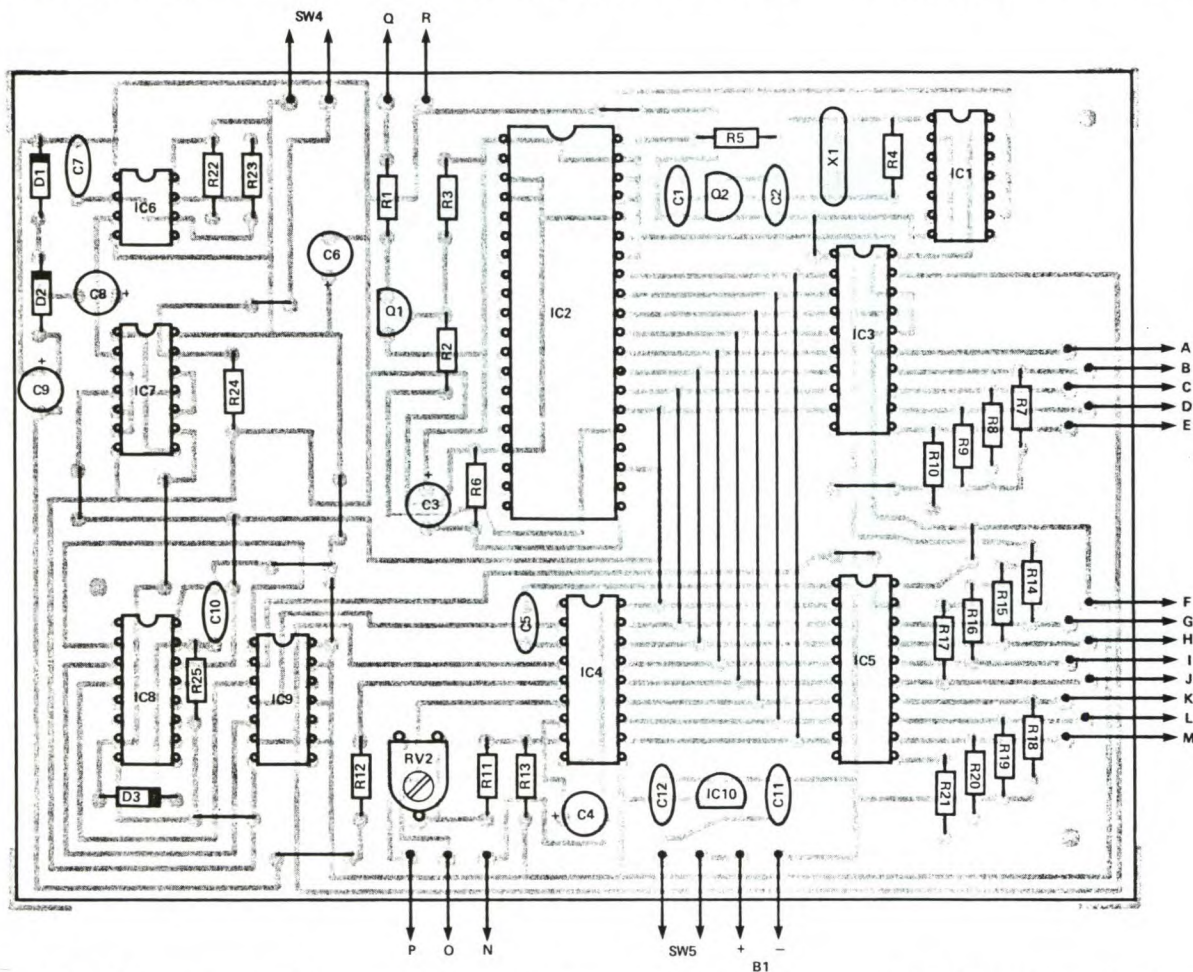 SW4 Q R
D1 C7 R22 R23 IC6 R1 R3 R5 C1 Q2 C2 X1 R4 IC1
D2 C8 + C6 + Q1 R2 IC2 IC3
+ C9 IC7 R24
A
B
C
D
E
R10 R9 R8 R7
+ C3 R6
C10 C5 R17 R16 R15 R14
F
G
H
I
J
K
L
M
IC8 R25 IC9 IC4 IC5
D3 R12 RV2 R11 R13 + C4 C12 IC10 C11 R21 R20 R19 R18
P O N SW5 + −
B1